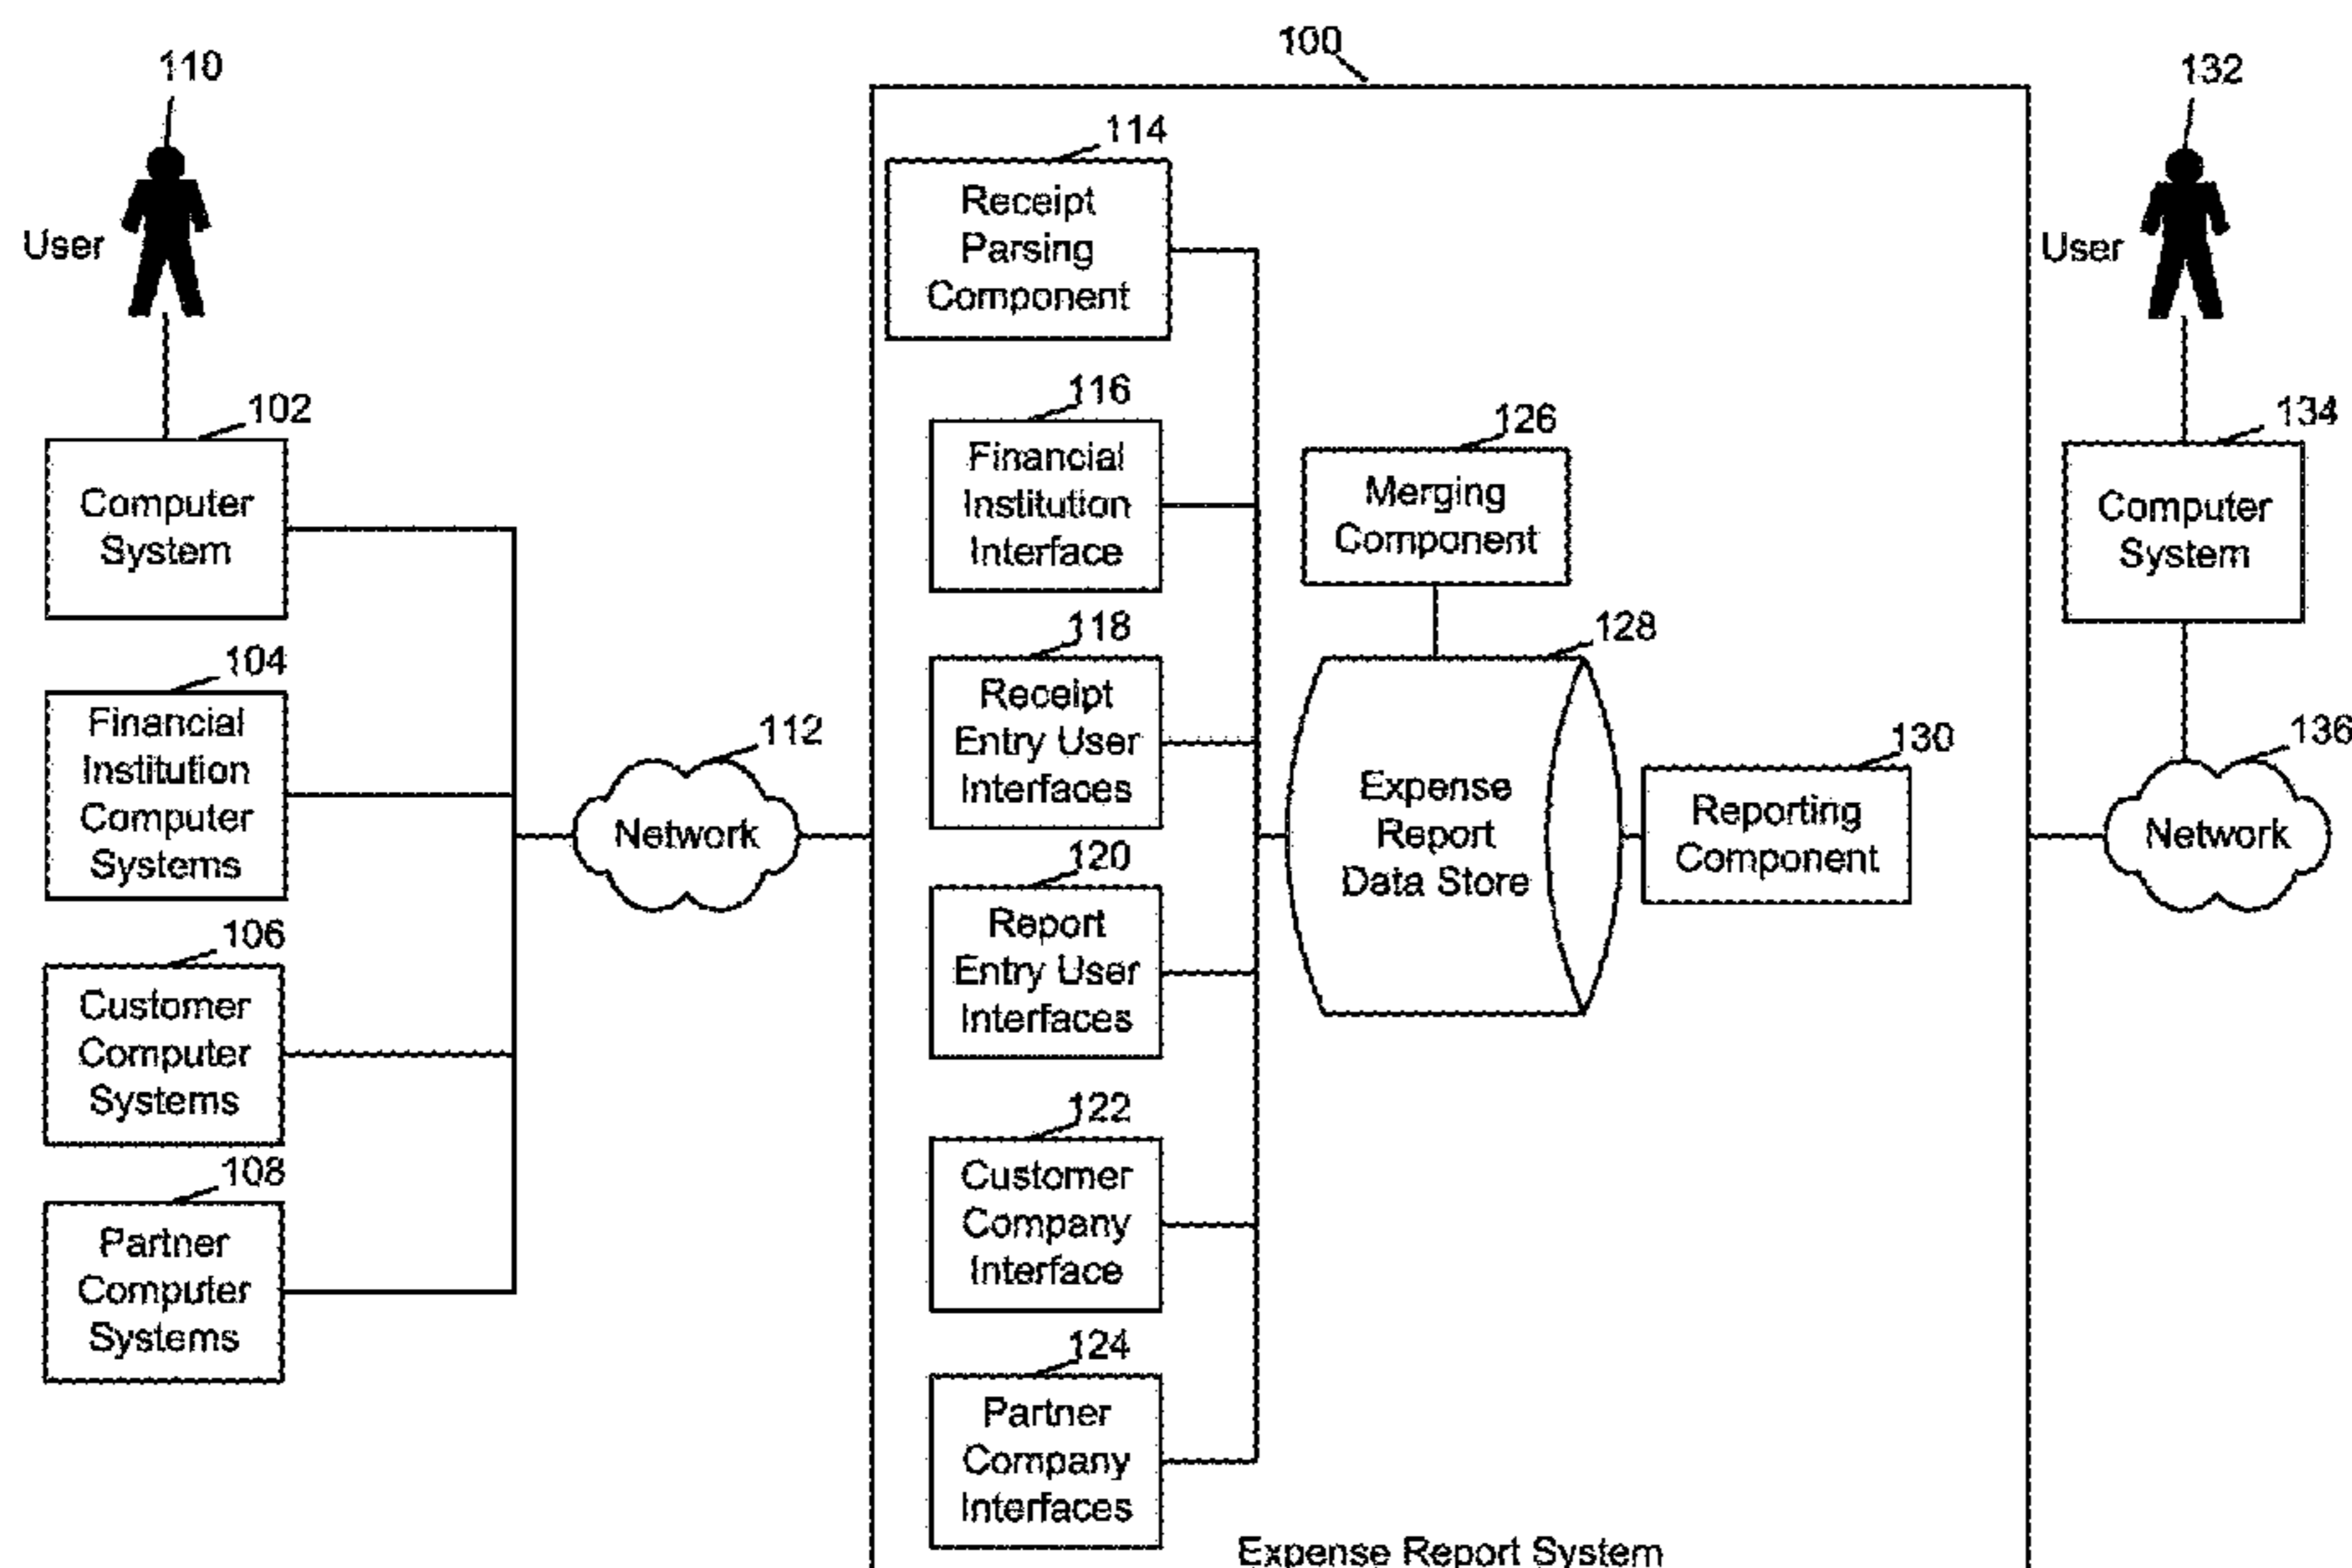 100
110
132
114
Receipt
Parsing
Component
User
User
102
116
126
134
Computer
System
Financial
Institution
Interface
Merging
Component
Computer
System
104
118
128
Financial
Institution
Computer
Systems
Receipt
Entry User
Interfaces
112
Network
Expense
Report
Data Store
130
Reporting
Component
136
Network
120
Report
Entry User
Interfaces
106
Customer
Computer
Systems
122
Customer
Company
Interface
108
Partner
Computer
Systems
124
Partner
Company
Interfaces
Expense Report System